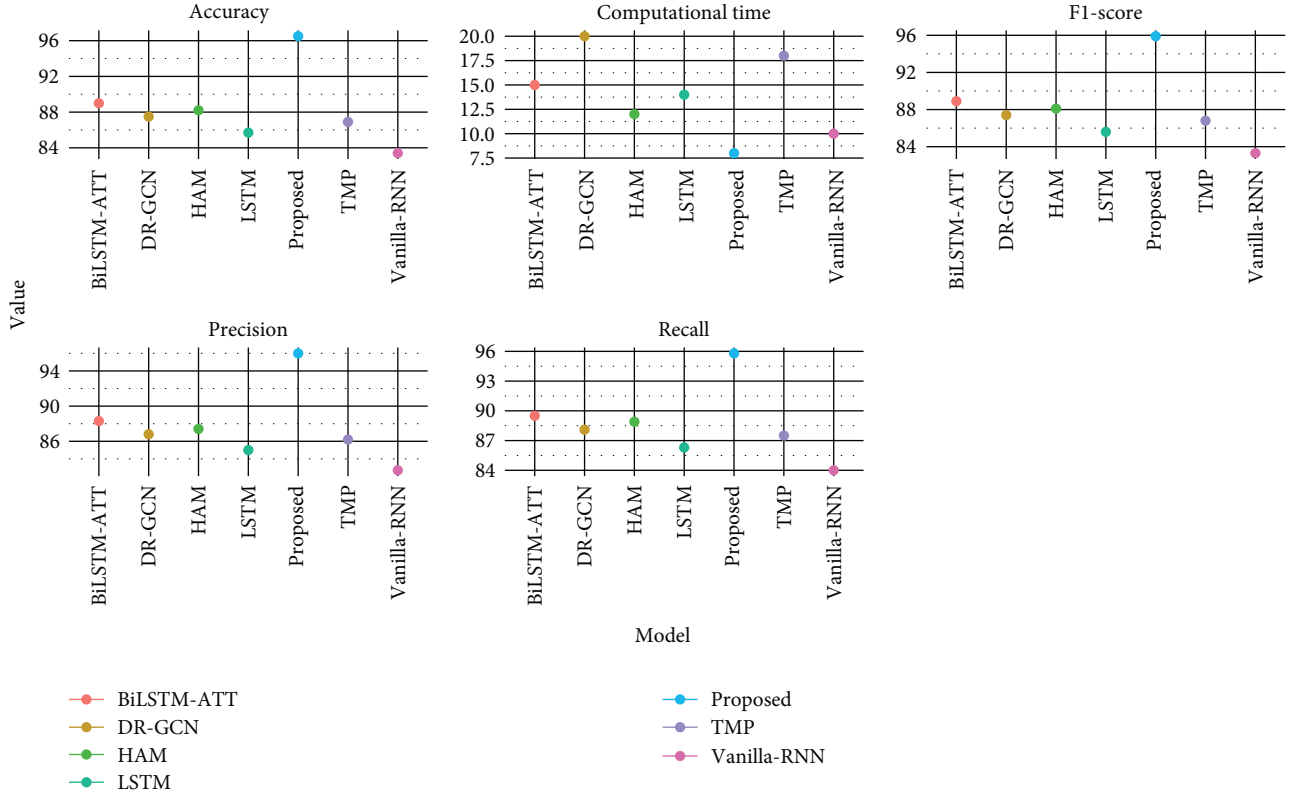 Accuracy
96
92
88
84
BiLSTM-ATT
DR-GCN
HAM
LSTM
Proposed
TMP
Vanilla-RNN
Computational time
20.0
17.5
15.0
12.5
10.0
7.5
BiLSTM-ATT
DR-GCN
HAM
LSTM
Proposed
TMP
Vanilla-RNN
F1-score
96
92
88
84
BiLSTM-ATT
DR-GCN
HAM
LSTM
Proposed
TMP
Vanilla-RNN
Value
Precision
94
90
86
BiLSTM-ATT
DR-GCN
HAM
LSTM
Proposed
TMP
Vanilla-RNN
Recall
96
93
90
87
84
BiLSTM-ATT
DR-GCN
HAM
LSTM
Proposed
TMP
Vanilla-RNN
Model
BiLSTM-ATT
DR-GCN
HAM
LSTM
Proposed
TMP
Vanilla-RNN